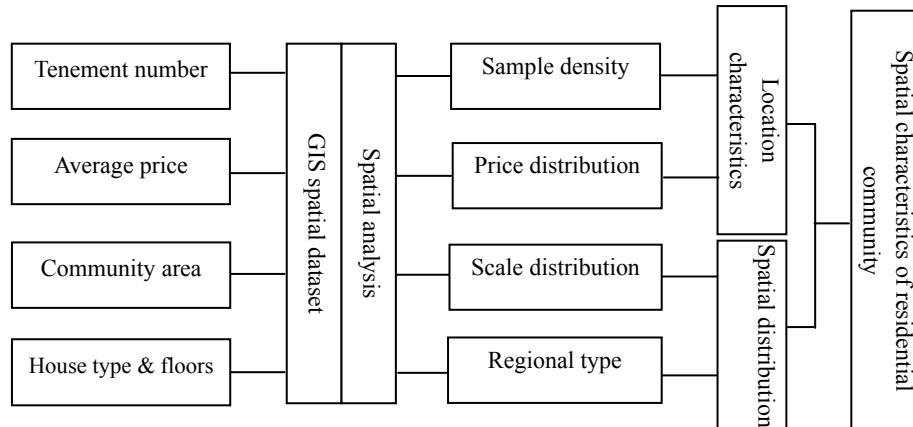 Tenement number
Average price
Community area
House type & floors
GIS spatial dataset
Spatial analysis
Sample density
Price distribution
Scale distribution
Regional type
Location
characteristics
Spatial distribution
Spatial characteristics of residential
community